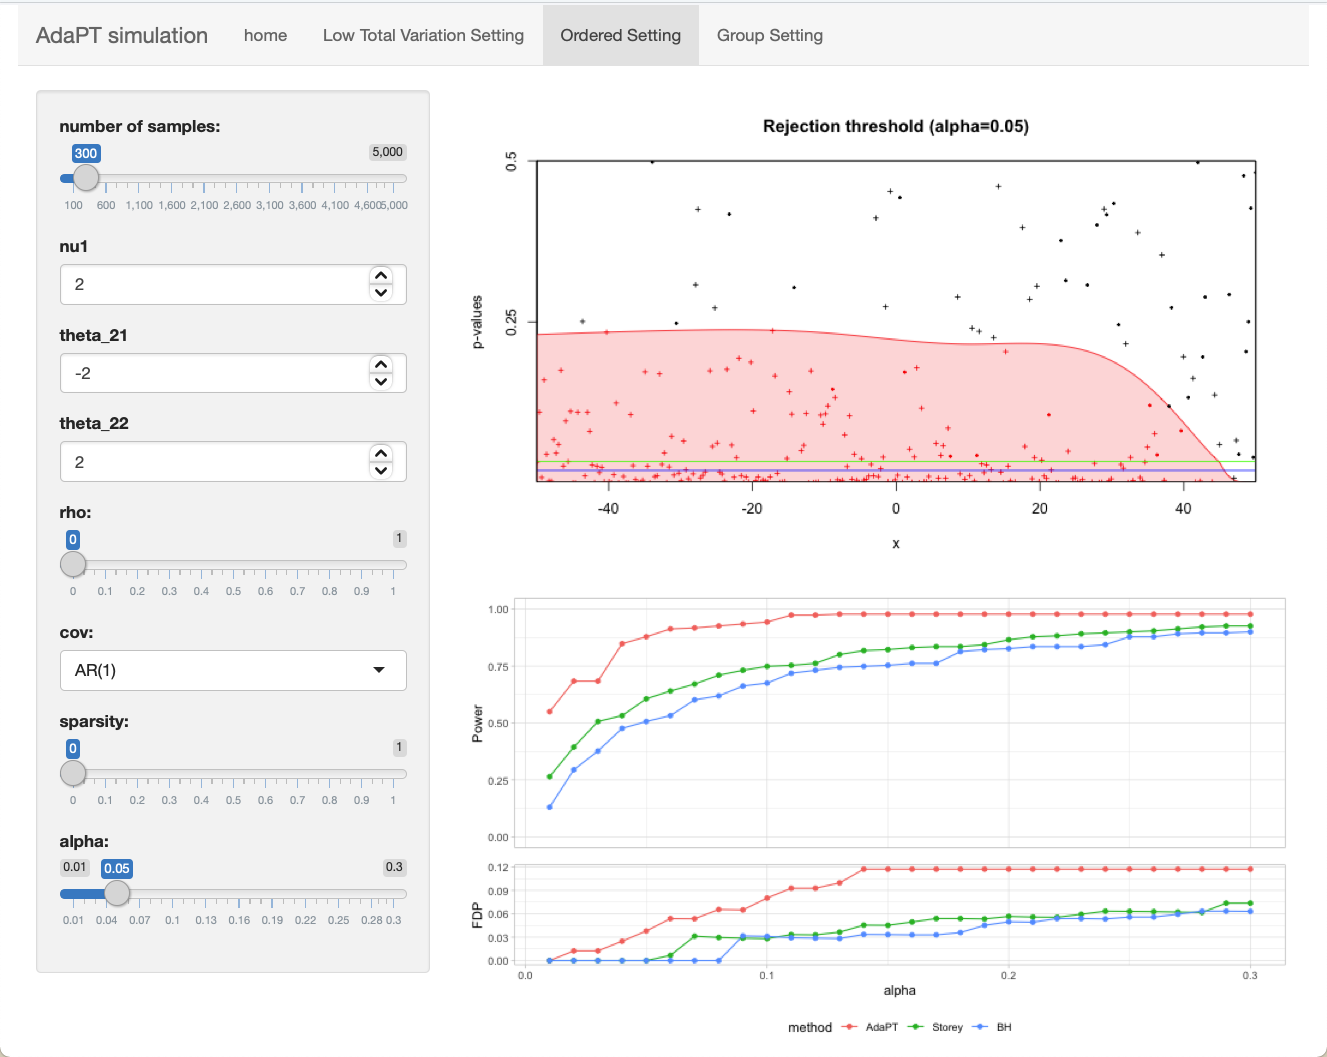 AdaPT simulation home Low Total Variation Setting Ordered Setting Group Setting
number of samples:
300 5,000
100 600 1,100 1,600 2,100 2,600 3,100 3,600 4,100 4,600 5,000
nu1
2
theta_21
-2
theta_22
2
rho:
0 1
0 0.1 0.2 0.3 0.4 0.5 0.6 0.7 0.8 0.9 1
cov:
AR(1)
sparsity:
0 1
0 0.1 0.2 0.3 0.4 0.5 0.6 0.7 0.8 0.9 1
alpha:
0.01 0.05 0.3
0.01 0.04 0.07 0.1 0.13 0.16 0.19 0.22 0.25 0.28 0.3
Rejection threshold (alpha=0.05)
0.5
0.25
p-values
-40 -20 0 20 40
x
1.00
0.75
0.50
0.25
0.00
Power
0.12
0.09
0.06
0.03
0.00
FDP
0.0 0.1 0.2 0.3
alpha
method AdaPT Storey BH